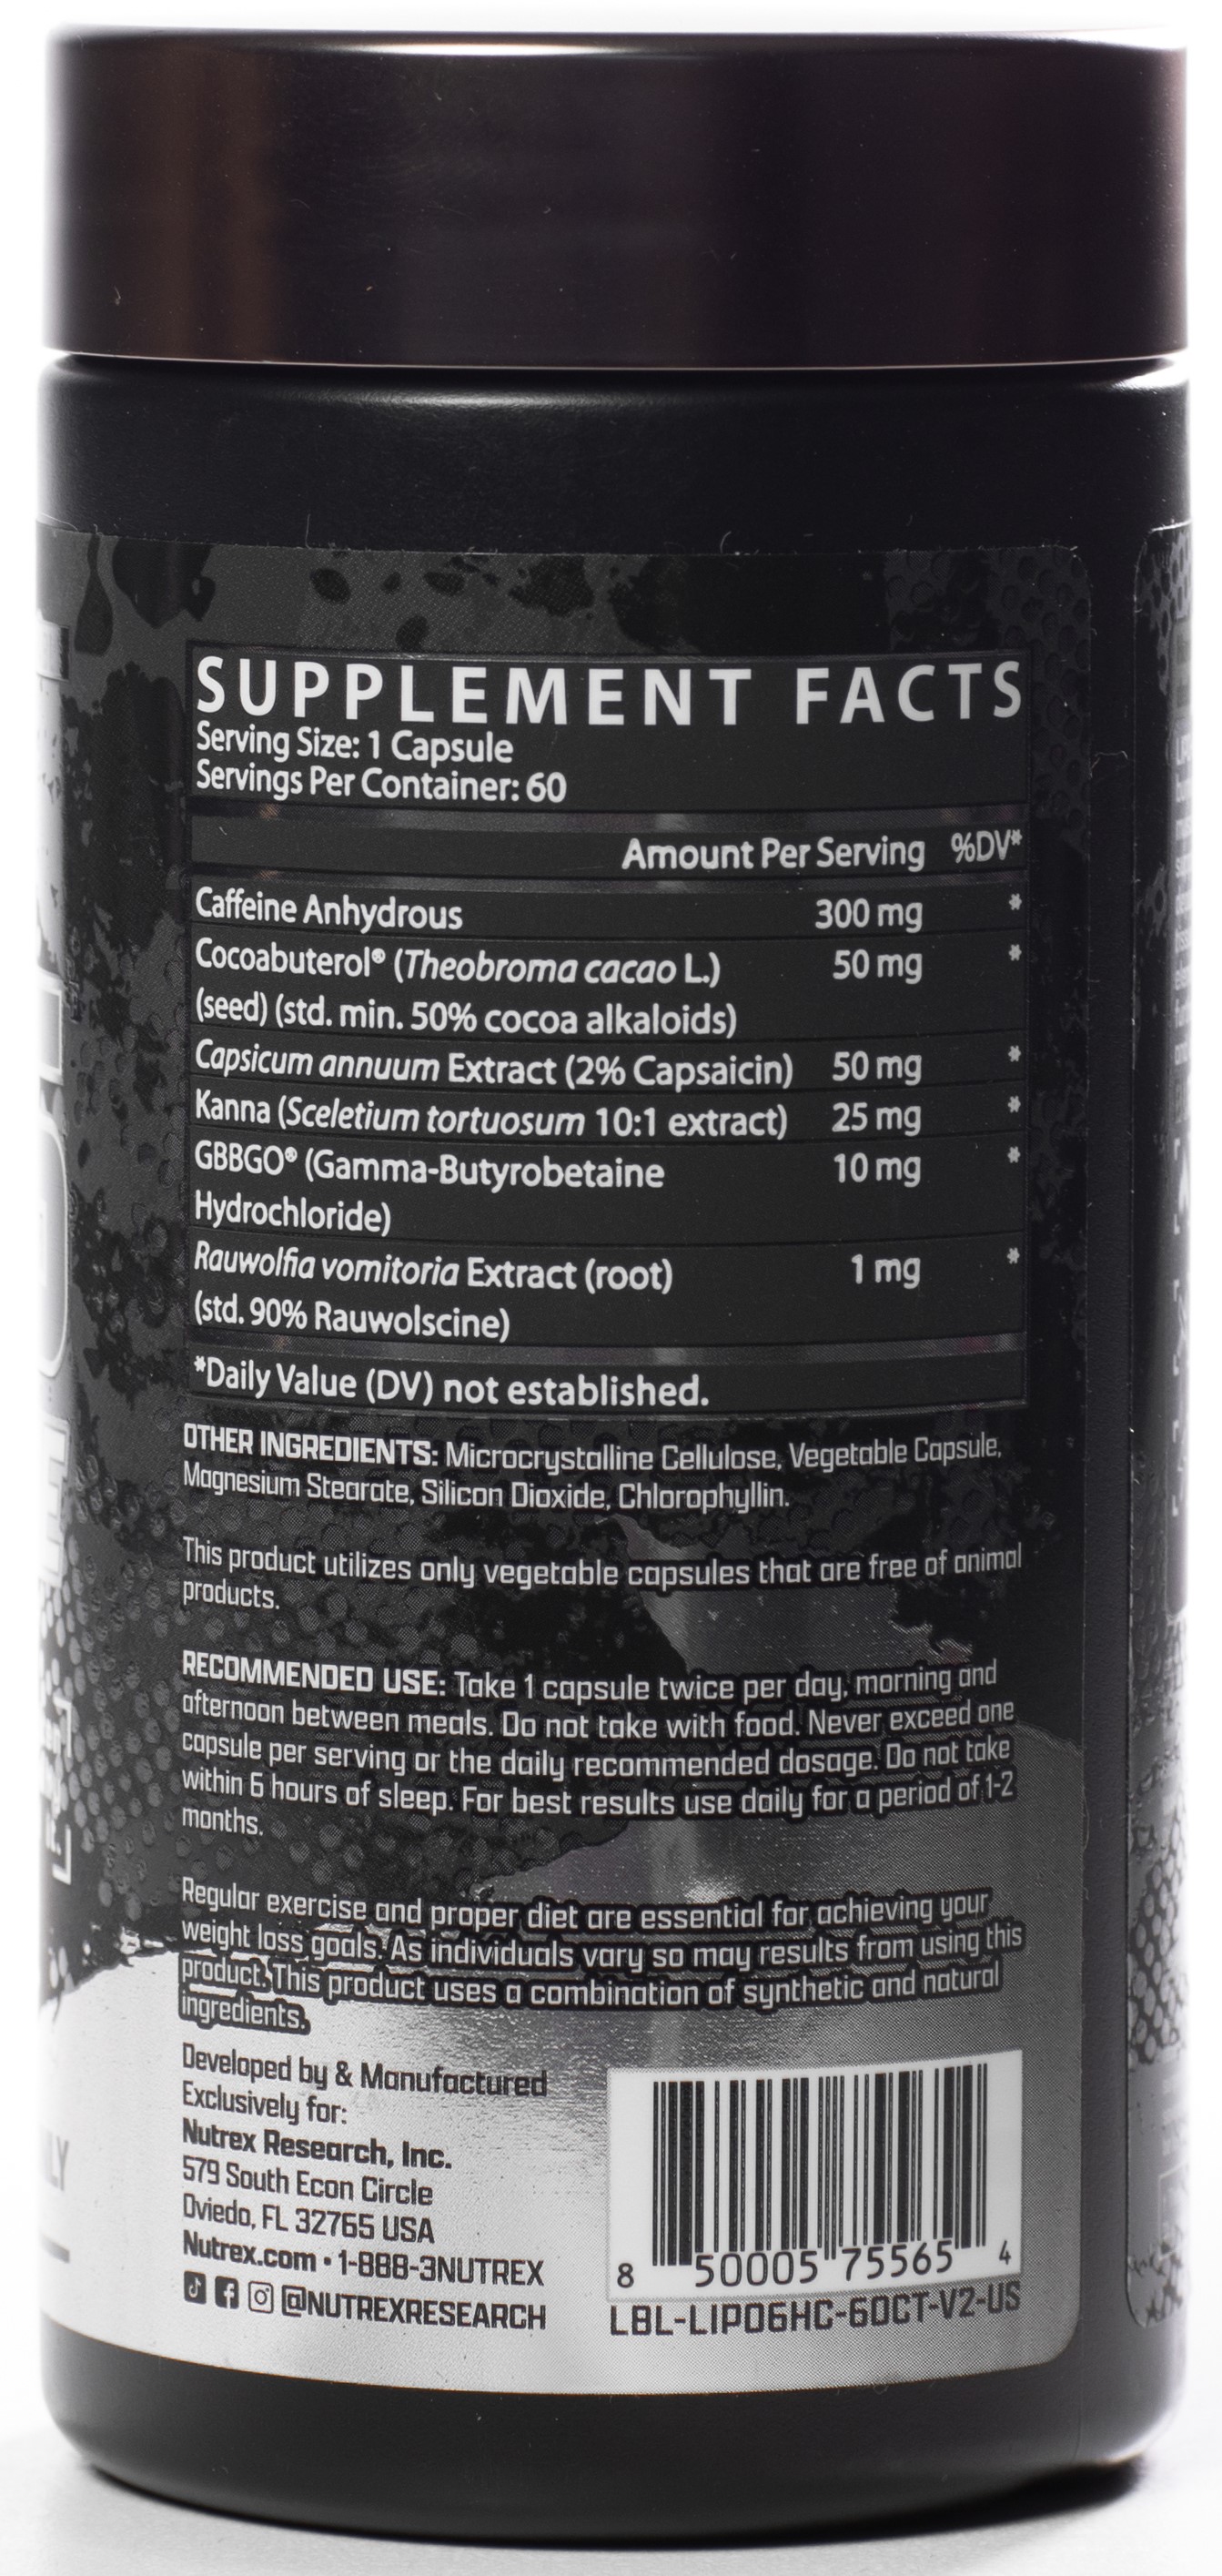 SUPPLEMENT FACTS
Serving Size: 1 Capsule
Servings Per Container: 60
Amount Per Serving %DV*
Caffeine Anhydrous 300 mg *
Cocoabuterol® (Theobroma cacao L.) 50 mg *
(seed) (std. min. 50% cocoa alkaloids)
Capsicum annuum Extract (2% Capsaicin) 50 mg *
Kanna (Sceletium tortuosum 10:1 extract) 25 mg *
GBBGO® (Gamma-Butyrobetaine 10 mg *
Hydrochloride)
Rauwolfia vomitoria Extract (root) 1 mg *
(std. 90% Rauwolscine)
*Daily Value (DV) not established.
OTHER INGREDIENTS: Microcrystalline Cellulose, Vegetable Capsule,
Magnesium Stearate, Silicon Dioxide, Chlorophyllin.
This product utilizes only vegetable capsules that are free of animal
products.
RECOMMENDED USE: Take 1 capsule twice per day, morning and
afternoon between meals. Do not take with food. Never exceed one
capsule per serving or the daily recommended dosage. Do not take
within 6 hours of sleep. For best results use daily for a period of 1-2
months.
Regular exercise and proper diet are essential for achieving your
weight loss goals. As individuals vary so may results from using this
product. This product uses a combination of synthetic and natural
ingredients.
Developed by & Manufactured
Exclusively for:
Nutrex Research, Inc.
579 South Econ Circle
Oviedo, FL 32765 USA
Nutrex.com • 1-888-3NUTREX
@NUTREXRESEARCH
8 50005 75565 4
LBL-LIPO6HC-60CT-V2-US